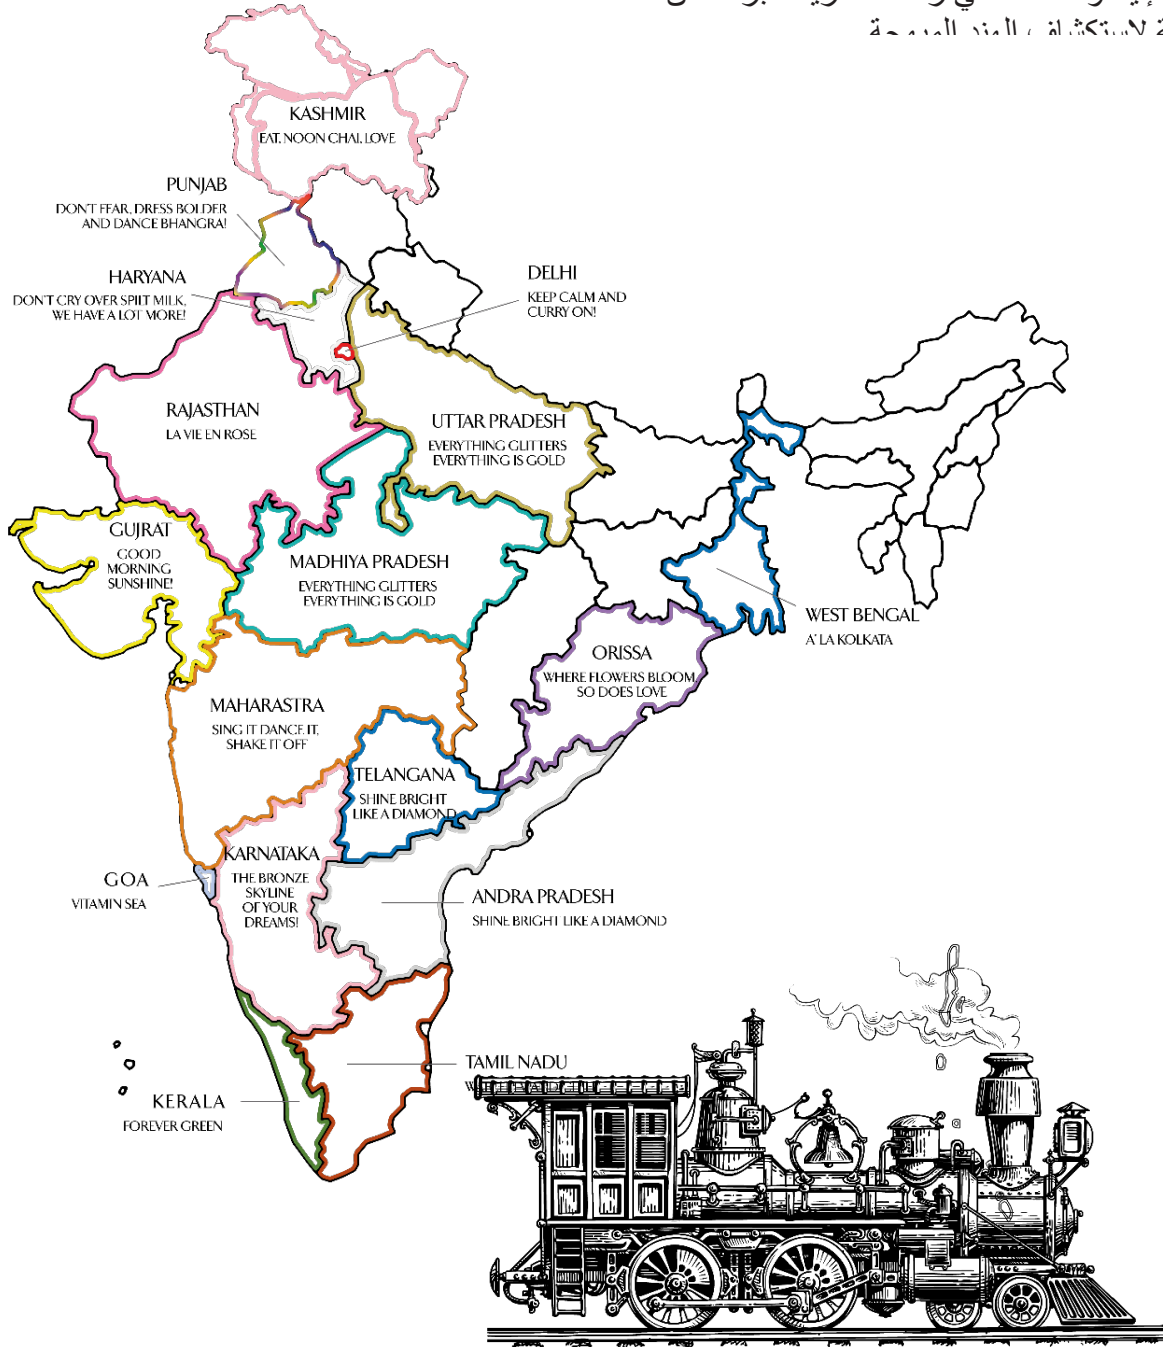 لاستكشاف الهند المبهجة
KASHMIR
EAT, NOON CHAI, LOVE
PUNJAB
DON'T FEAR, DRESS BOLDER
AND DANCE BHANGRA!
HARYANA
DON'T CRY OVER SPILT MILK,
WE HAVE A LOT MORE!
DELHI
KEEP CALM AND
CURRY ON!
RAJASTHAN
LA VIE EN ROSE
UTTAR PRADESH
EVERYTHING GLITTERS
EVERYTHING IS GOLD
GUJRAT
GOOD
MORNING
SUNSHINE!
MADHIYA PRADESH
EVERYTHING GLITTERS
EVERYTHING IS GOLD
WEST BENGAL
A' LA KOLKATA
ORISSA
WHERE FLOWERS BLOOM,
SO DOES LOVE
MAHARASTRA
SING IT DANCE IT,
SHAKE IT OFF
TELANGANA
SHINE BRIGHT
LIKE A DIAMOND
KARNATAKA
THE BRONZE
SKYLINE
OF YOUR
DREAMS!
GOA
VITAMIN SEA
ANDRA PRADESH
SHINE BRIGHT LIKE A DIAMOND
TAMIL NADU
KERALA
FOREVER GREEN